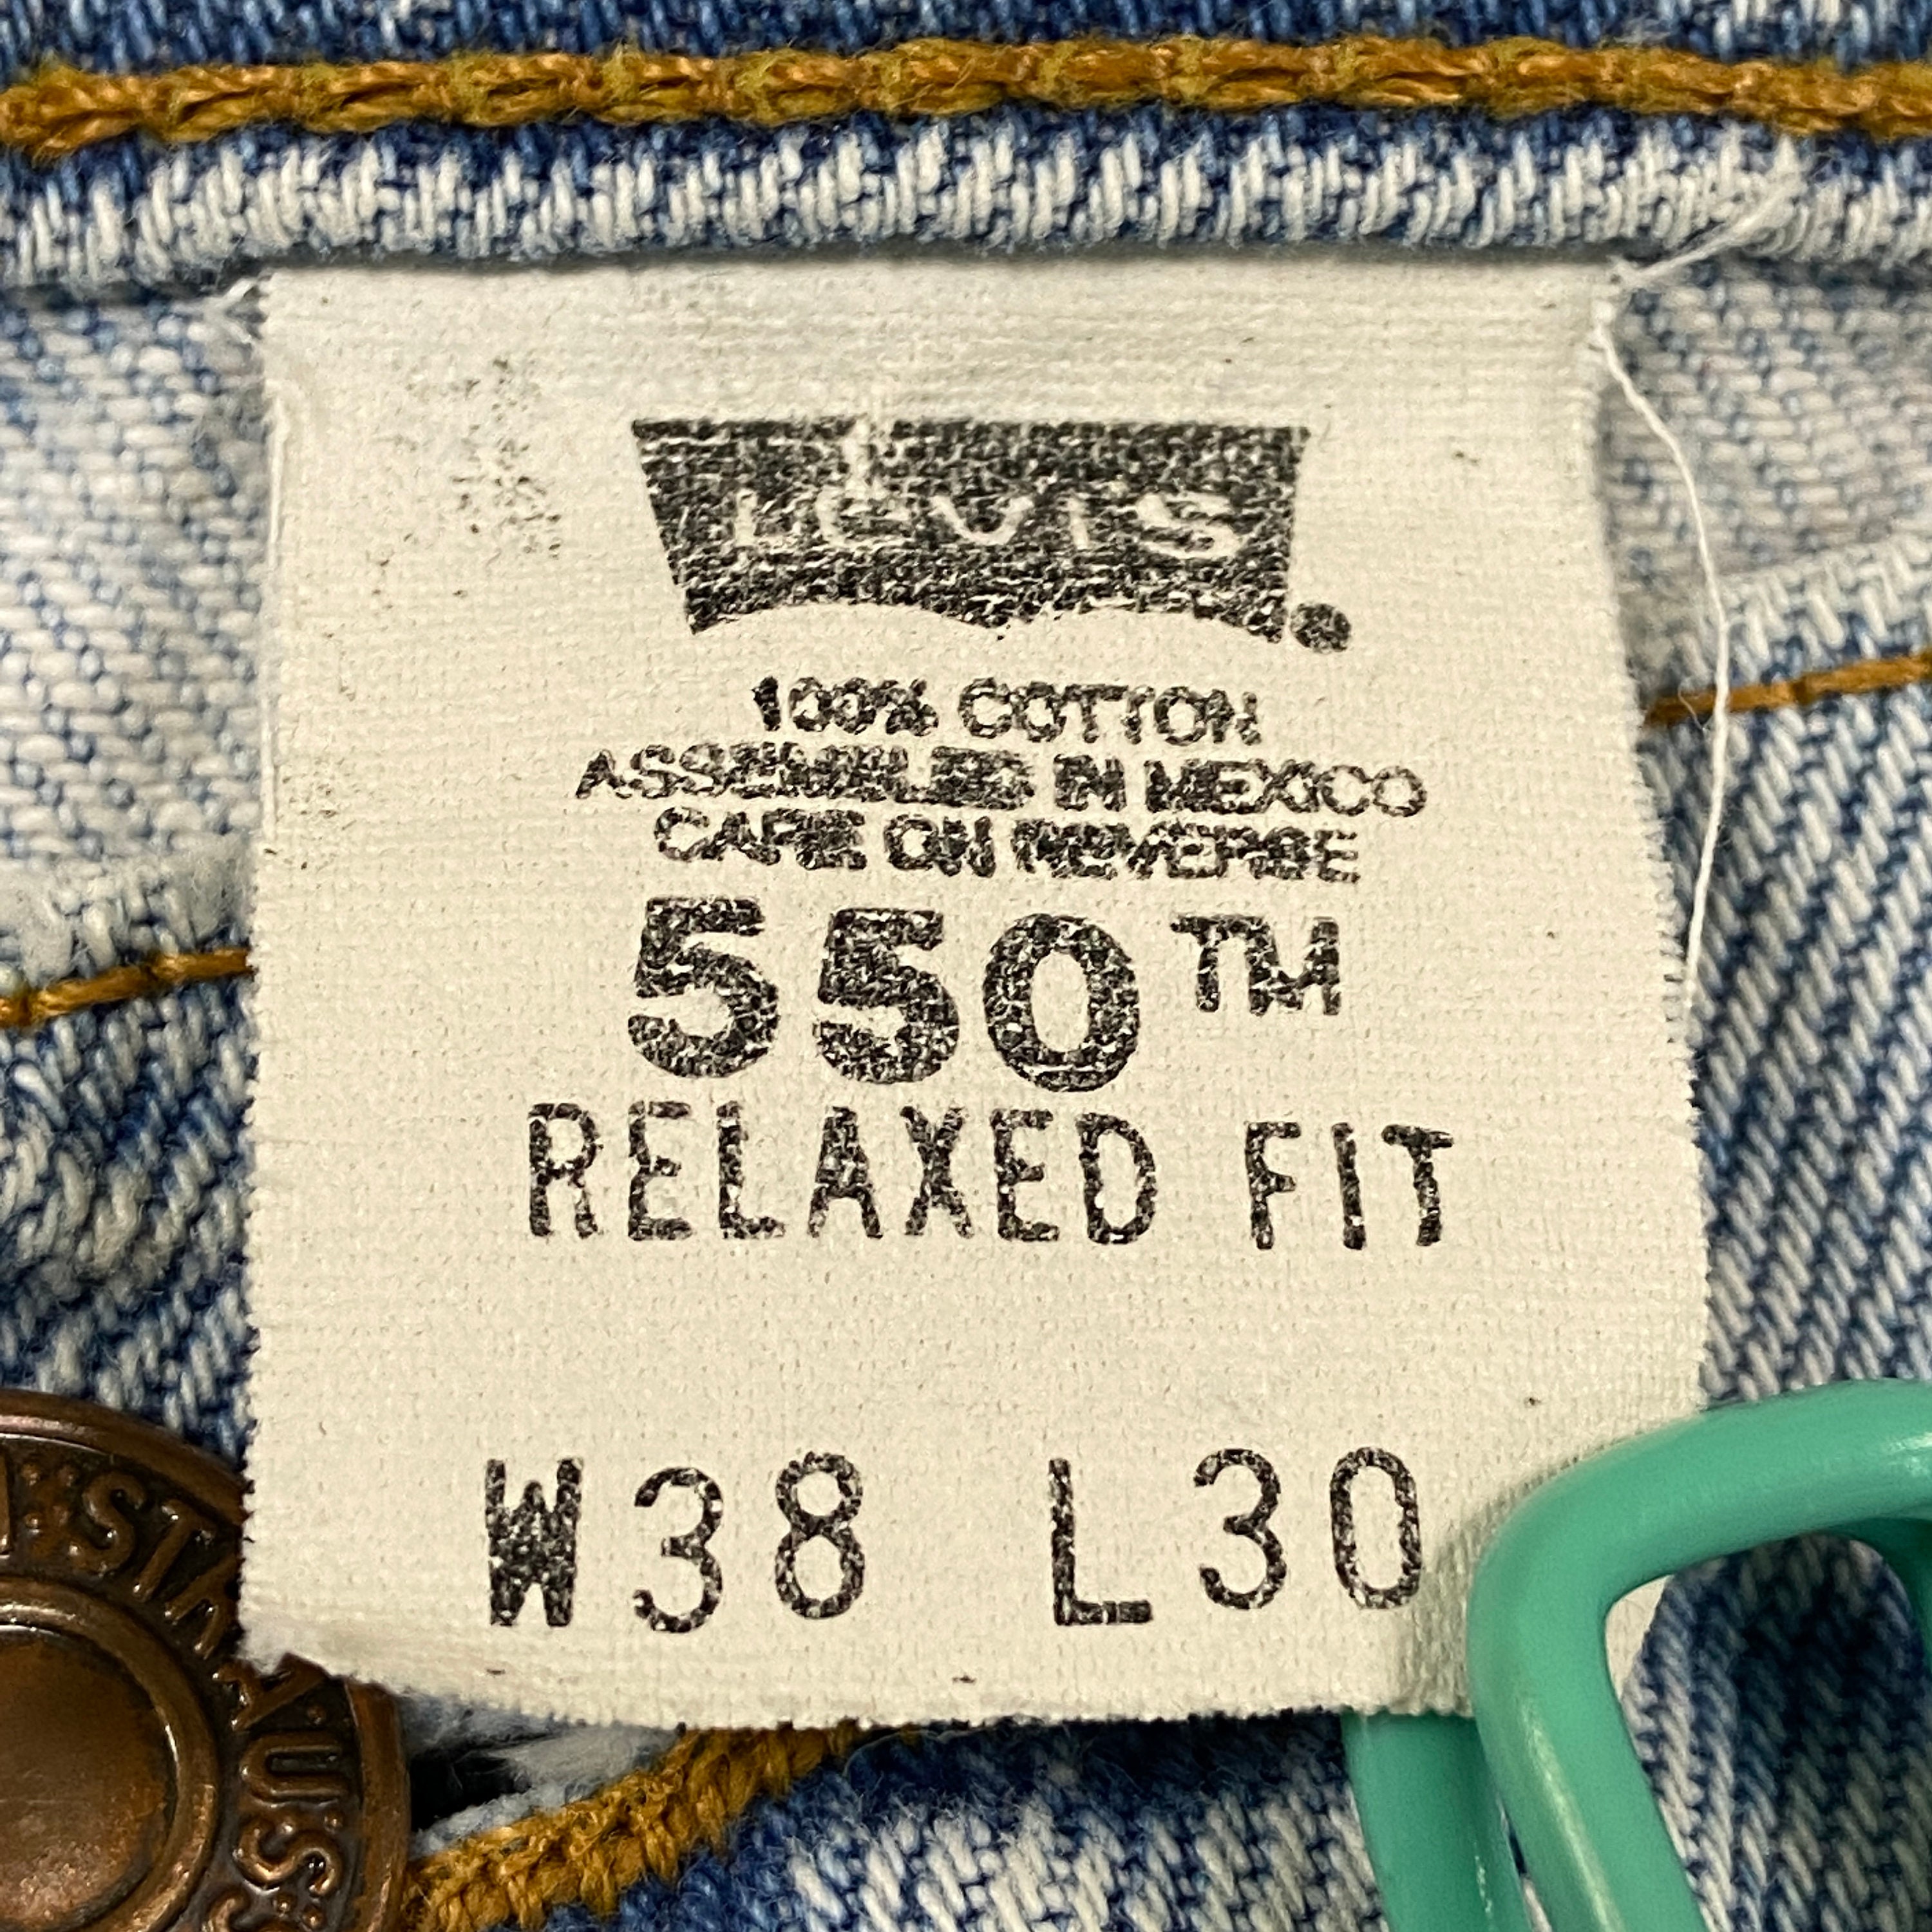 LEVI'S
100% COTTON
ASSEMBLED IN MEXICO
CARE ON REVERSE
550™
RELAXED FIT
W38 L30